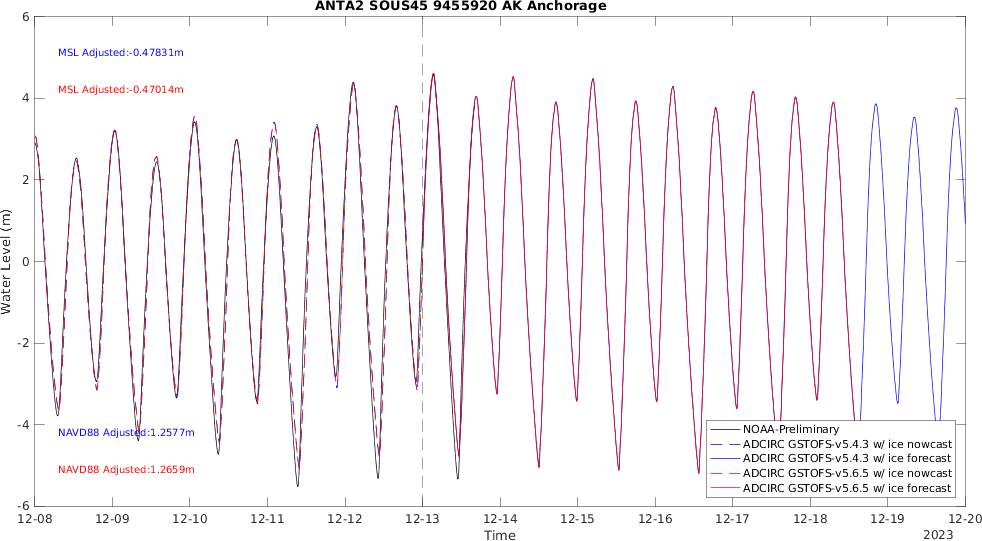 ANTA2 SOUS45 9455920 AK Anchorage
6
4
2
0
-2
-4
-6
Water Level (m)
MSL Adjusted:-0.47831m
MSL Adjusted:-0.47014m
NAVD88 Adjusted:1.2577m
NAVD88 Adjusted:1.2659m
NOAA-Preliminary
ADCIRC GSTOFS-v5.4.3 w/ ice nowcast
ADCIRC GSTOFS-v5.4.3 w/ ice forecast
ADCIRC GSTOFS-v5.6.5 w/ ice nowcast
ADCIRC GSTOFS-v5.6.5 w/ ice forecast
12-08 12-09 12-10 12-11 12-12 12-13 12-14 12-15 12-16 12-17 12-18 12-19 12-20
Time
2023